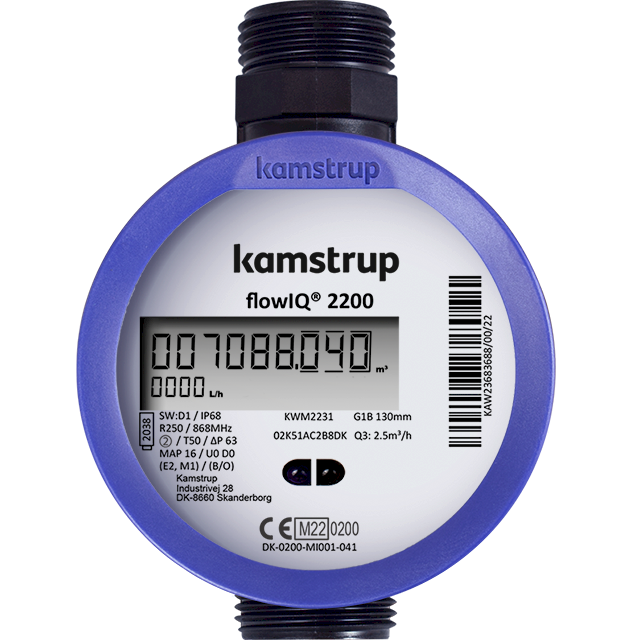 kamstrup
kamstrup
flowIQ® 2200
007088.040 m³
0000 L/h
KAW23683688/00/22
2038
SW:D1 / IP68
R250 / 868MHz
② / T50 / ΔP 63
MAP 16 / U0 D0
(E2, M1) / (B/O)
KWM2231 G1B 130mm
02K51AC2B8DK Q3: 2.5m³/h
Kamstrup
Industrivej 28
DK-8660 Skanderborg
CE M22 0200
DK-0200-MI001-041